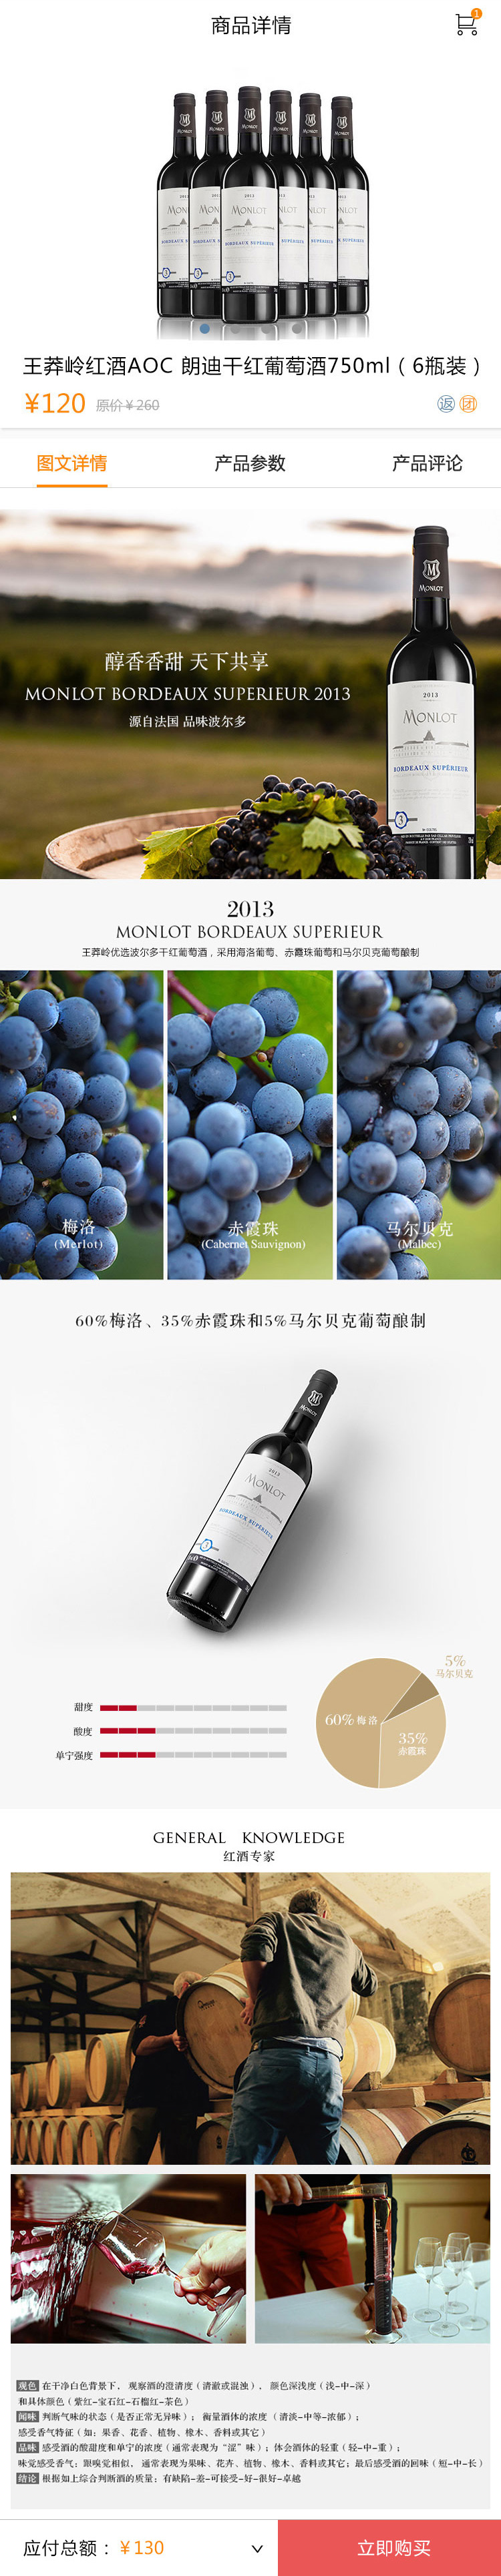 商品详情
1
王莽岭红酒AOC 朗迪干红葡萄酒750ml（6瓶装）
¥120 原价¥260
返 团
图文详情 产品参数 产品评论
醇香香甜 天下共享
MONLOT BORDEAUX SUPERIEUR 2013
源自法国 品味波尔多
M
MONLOT
2013
MONLOT
BORDEAUX SUPÉRIEUR
3
2013
MONLOT BORDEAUX SUPERIEUR
王莽岭优选波尔多干红葡萄酒，采用海洛葡萄、赤霞珠葡萄和马尔贝克葡萄酿制
梅洛 赤霞珠 马尔贝克
(Merlot) (Cabernet Sauvignon) (Malbec)
60%梅洛、35%赤霞珠和5%马尔贝克葡萄酿制
MONLOT
2013
MONLOT
BORDEAUX SUPÉRIEUR
3
5%
马尔贝克
甜度
60% 梅洛
酸度
35%
赤霞珠
单宁强度
GENERAL KNOWLEDGE
红酒专家
观色 在干净白色背景下， 观察酒的澄清度（清澈或混浊）， 颜色深浅度（浅-中-深）
和具体颜色（紫红-宝石红-石榴红-茶色）
闻味 判断气味的状态（是否正常无异味）； 衡量酒体的浓度 （清淡-中等-浓郁）；
感受香气特征（如：果香、花香、植物、橡木、香料或其它）
品味 感受酒的酸甜度和单宁的浓度（通常表现为“涩”味）；体会酒体的轻重（轻-中-重）；
味觉感受香气：跟嗅觉相似， 通常表现为果味、花卉、植物、橡木、香料或其它；最后感受酒的回味（短-中-长）
结论 根据如上综合判断酒的质量：有缺陷-差-可接受-好-很好-卓越
应付总额：¥130 立即购买